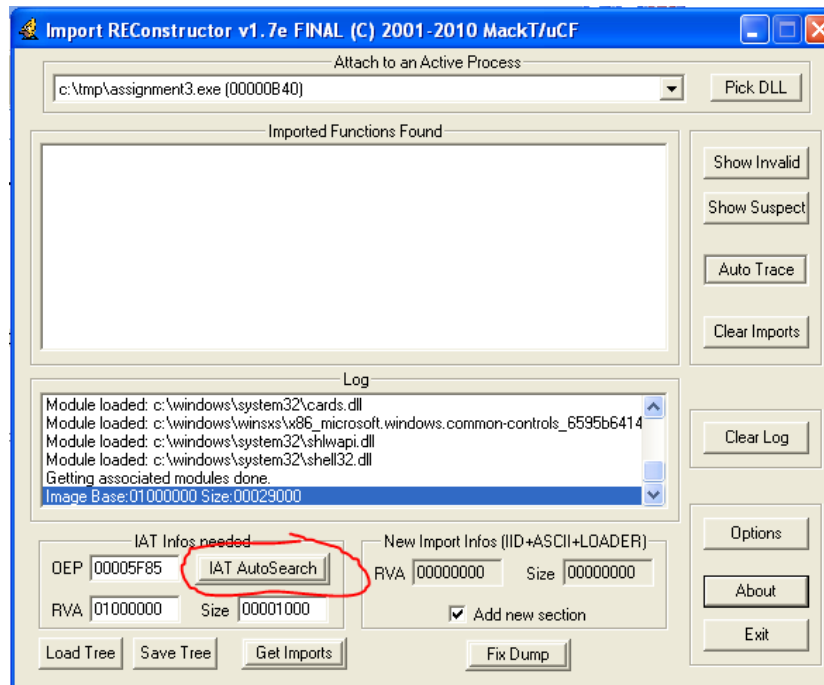 Import REConstructor v1.7e FINAL (C) 2001-2010 MackT/uCF
Attach to an Active Process
c:\tmp\assignment3.exe (00000B40)
Pick DLL
Imported Functions Found
Show Invalid
Show Suspect
Auto Trace
Clear Imports
Log
Module loaded: c:\windows\system32\cards.dll
Module loaded: c:\windows\winsxs\x86_microsoft.windows.common-controls_6595b6414
Module loaded: c:\windows\system32\shlwapi.dll
Module loaded: c:\windows\system32\shell32.dll
Getting associated modules done.
Image Base:01000000 Size:00029000
Clear Log
IAT Infos needed
OEP 00005F85 IAT AutoSearch
RVA 01000000 Size 00001000
New Import Infos (IID+ASCII+LOADER)
RVA 00000000 Size 00000000
Add new section
Options
About
Exit
Load Tree Save Tree Get Imports Fix Dump